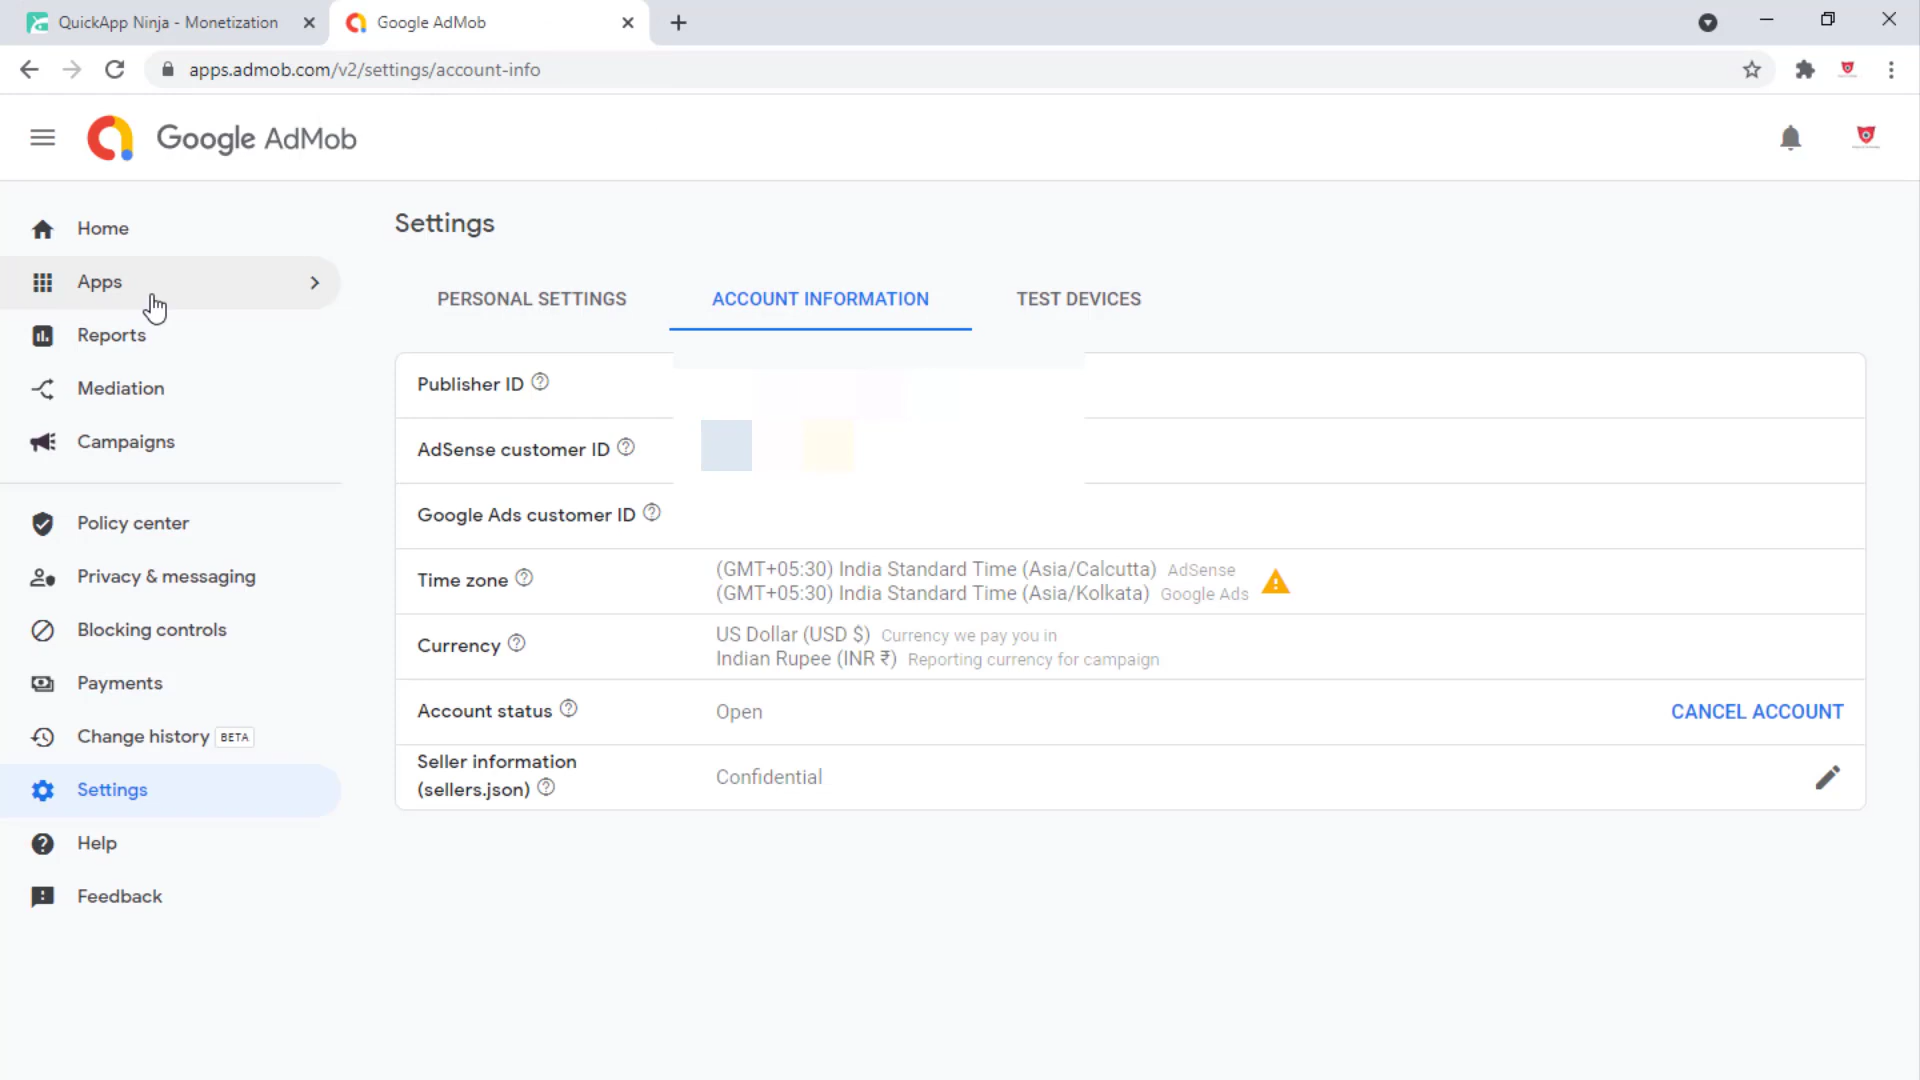 QuickApp Ninja - Monetization
Google AdMob
apps.admob.com/v2/settings/account-info
Google AdMob
Home
Apps
Reports
Mediation
Campaigns
Policy center
Privacy & messaging
Blocking controls
Payments
Change history BETA
Settings
Help
Feedback
Settings
PERSONAL SETTINGS
ACCOUNT INFORMATION
TEST DEVICES
Publisher ID
AdSense customer ID
Google Ads customer ID
Time zone
(GMT+05:30) India Standard Time (Asia/Calcutta) AdSense
(GMT+05:30) India Standard Time (Asia/Kolkata) Google Ads
Currency
US Dollar (USD $) Currency we pay you in
Indian Rupee (INR ₹) Reporting currency for campaign
Account status
Open
CANCEL ACCOUNT
Seller information
(sellers.json)
Confidential